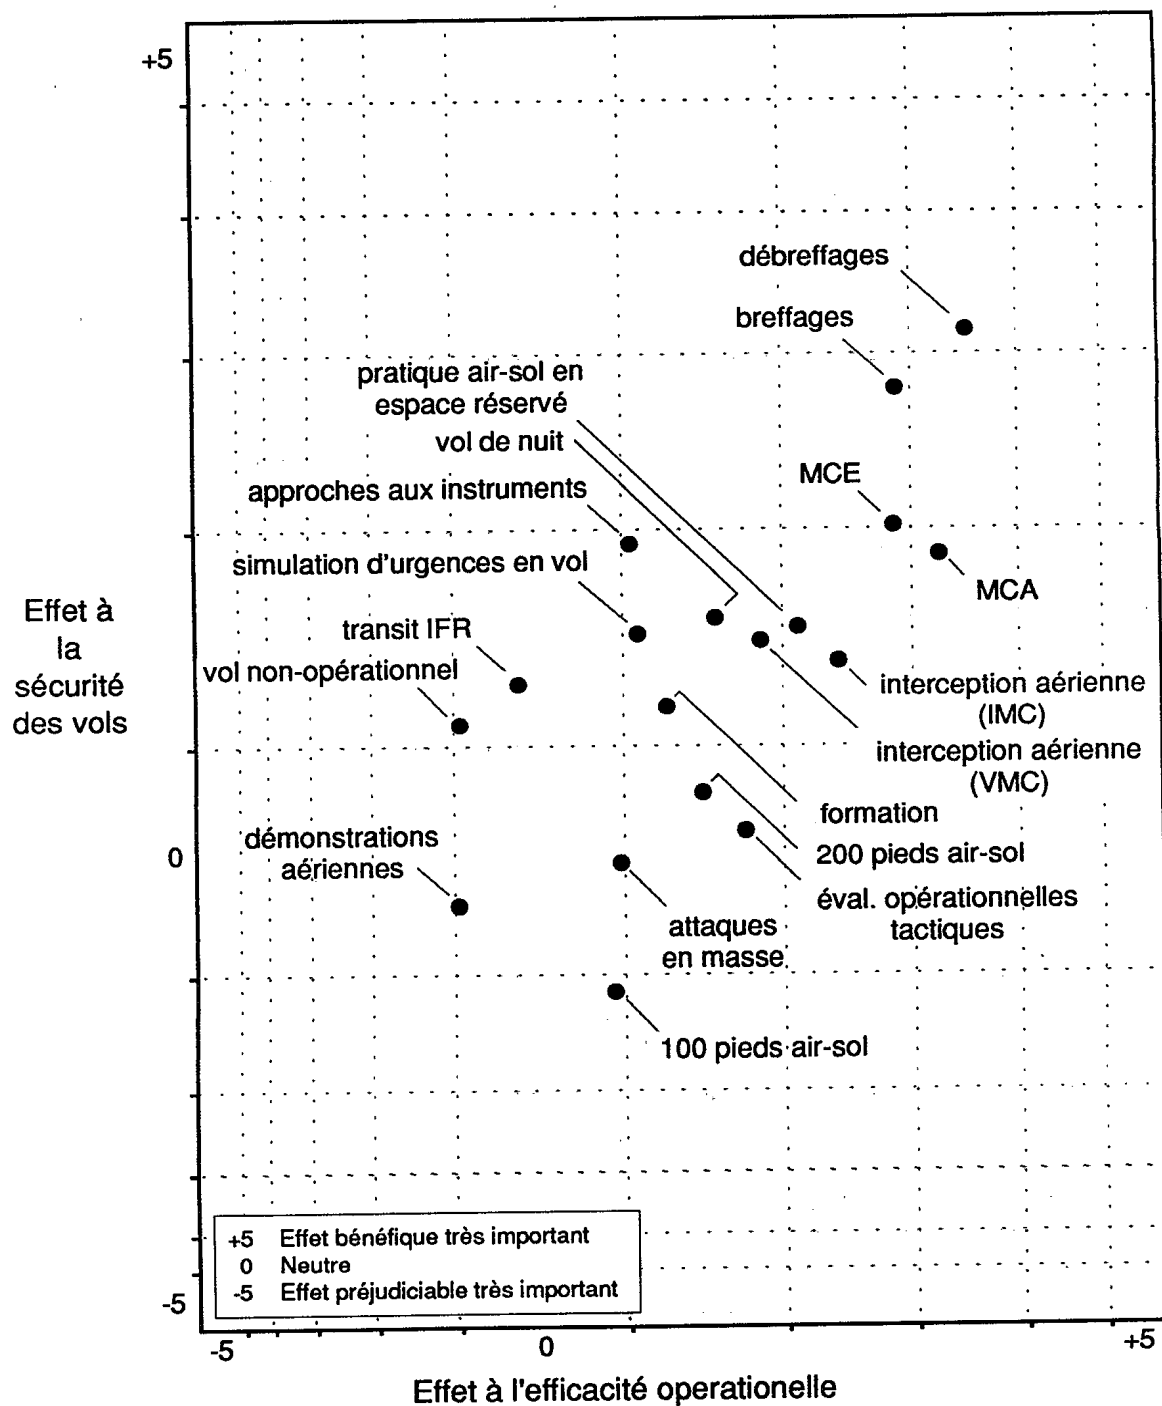 +5
débreffages
breffages
pratique air-sol en
espace réservé
vol de nuit
MCE
approches aux instruments
simulation d'urgences en vol
MCA
Effet à
la
sécurité
des vols
transit IFR
vol non-opérationnel
interception aérienne
(IMC)
interception aérienne
(VMC)
formation
démonstrations
aériennes
0
200 pieds air-sol
éval. opérationnelles
tactiques
attaques
en masse
100 pieds air-sol
+5 Effet bénéfique très important
0 Neutre
-5 Effet préjudiciable très important
-5
-5
0
+5
Effet à l'efficacité operationelle